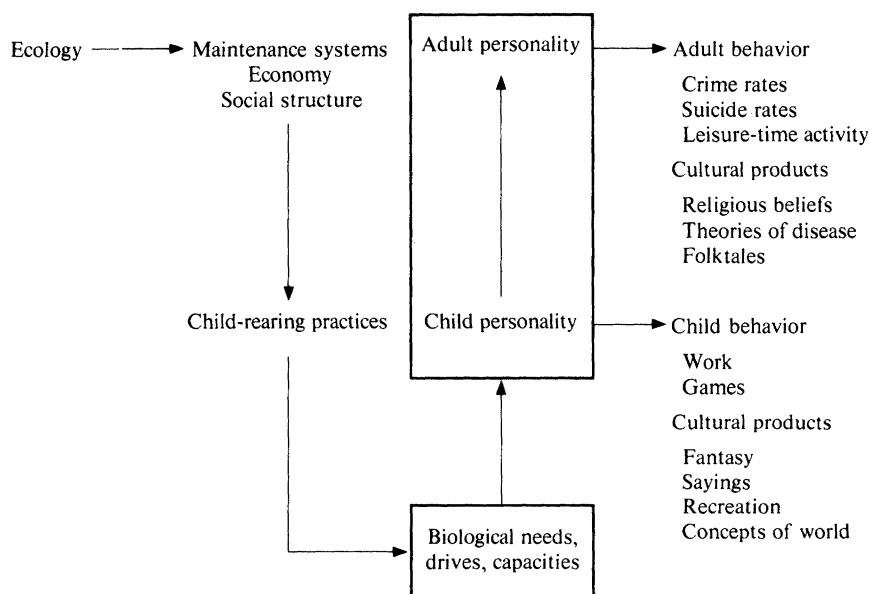 Ecology
Maintenance systems
Economy
Social structure
Adult personality
Adult behavior
Crime rates
Suicide rates
Leisure-time activity
Cultural products
Religious beliefs
Theories of disease
Folktales
Child-rearing practices
Child personality
Child behavior
Work
Games
Cultural products
Fantasy
Sayings
Recreation
Concepts of world
Biological needs,
drives, capacities